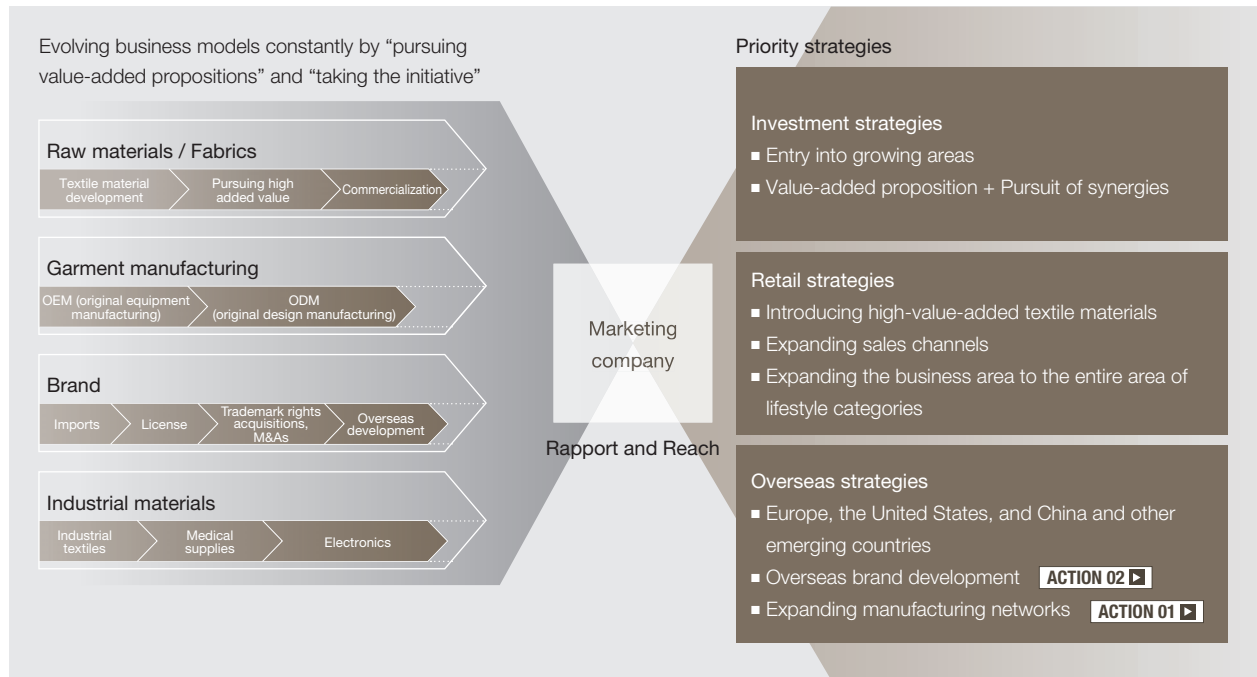 Evolving business models constantly by “pursuing
value-added propositions” and “taking the initiative”
Raw materials / Fabrics
Textile material
development
Pursuing high
added value
Commercialization
Garment manufacturing
OEM (original equipment
manufacturing)
ODM
(original design manufacturing)
Brand
Imports
License
Trademark rights
acquisitions,
M&As
Overseas
development
Industrial materials
Industrial
textiles
Medical
supplies
Electronics
Marketing
company
Rapport and Reach
Priority strategies
Investment strategies
■ Entry into growing areas
■ Value-added proposition + Pursuit of synergies
Retail strategies
■ Introducing high-value-added textile materials
■ Expanding sales channels
■ Expanding the business area to the entire area of
lifestyle categories
Overseas strategies
■ Europe, the United States, and China and other
emerging countries
■ Overseas brand development ACTION 02 ▶
■ Expanding manufacturing networks ACTION 01 ▶